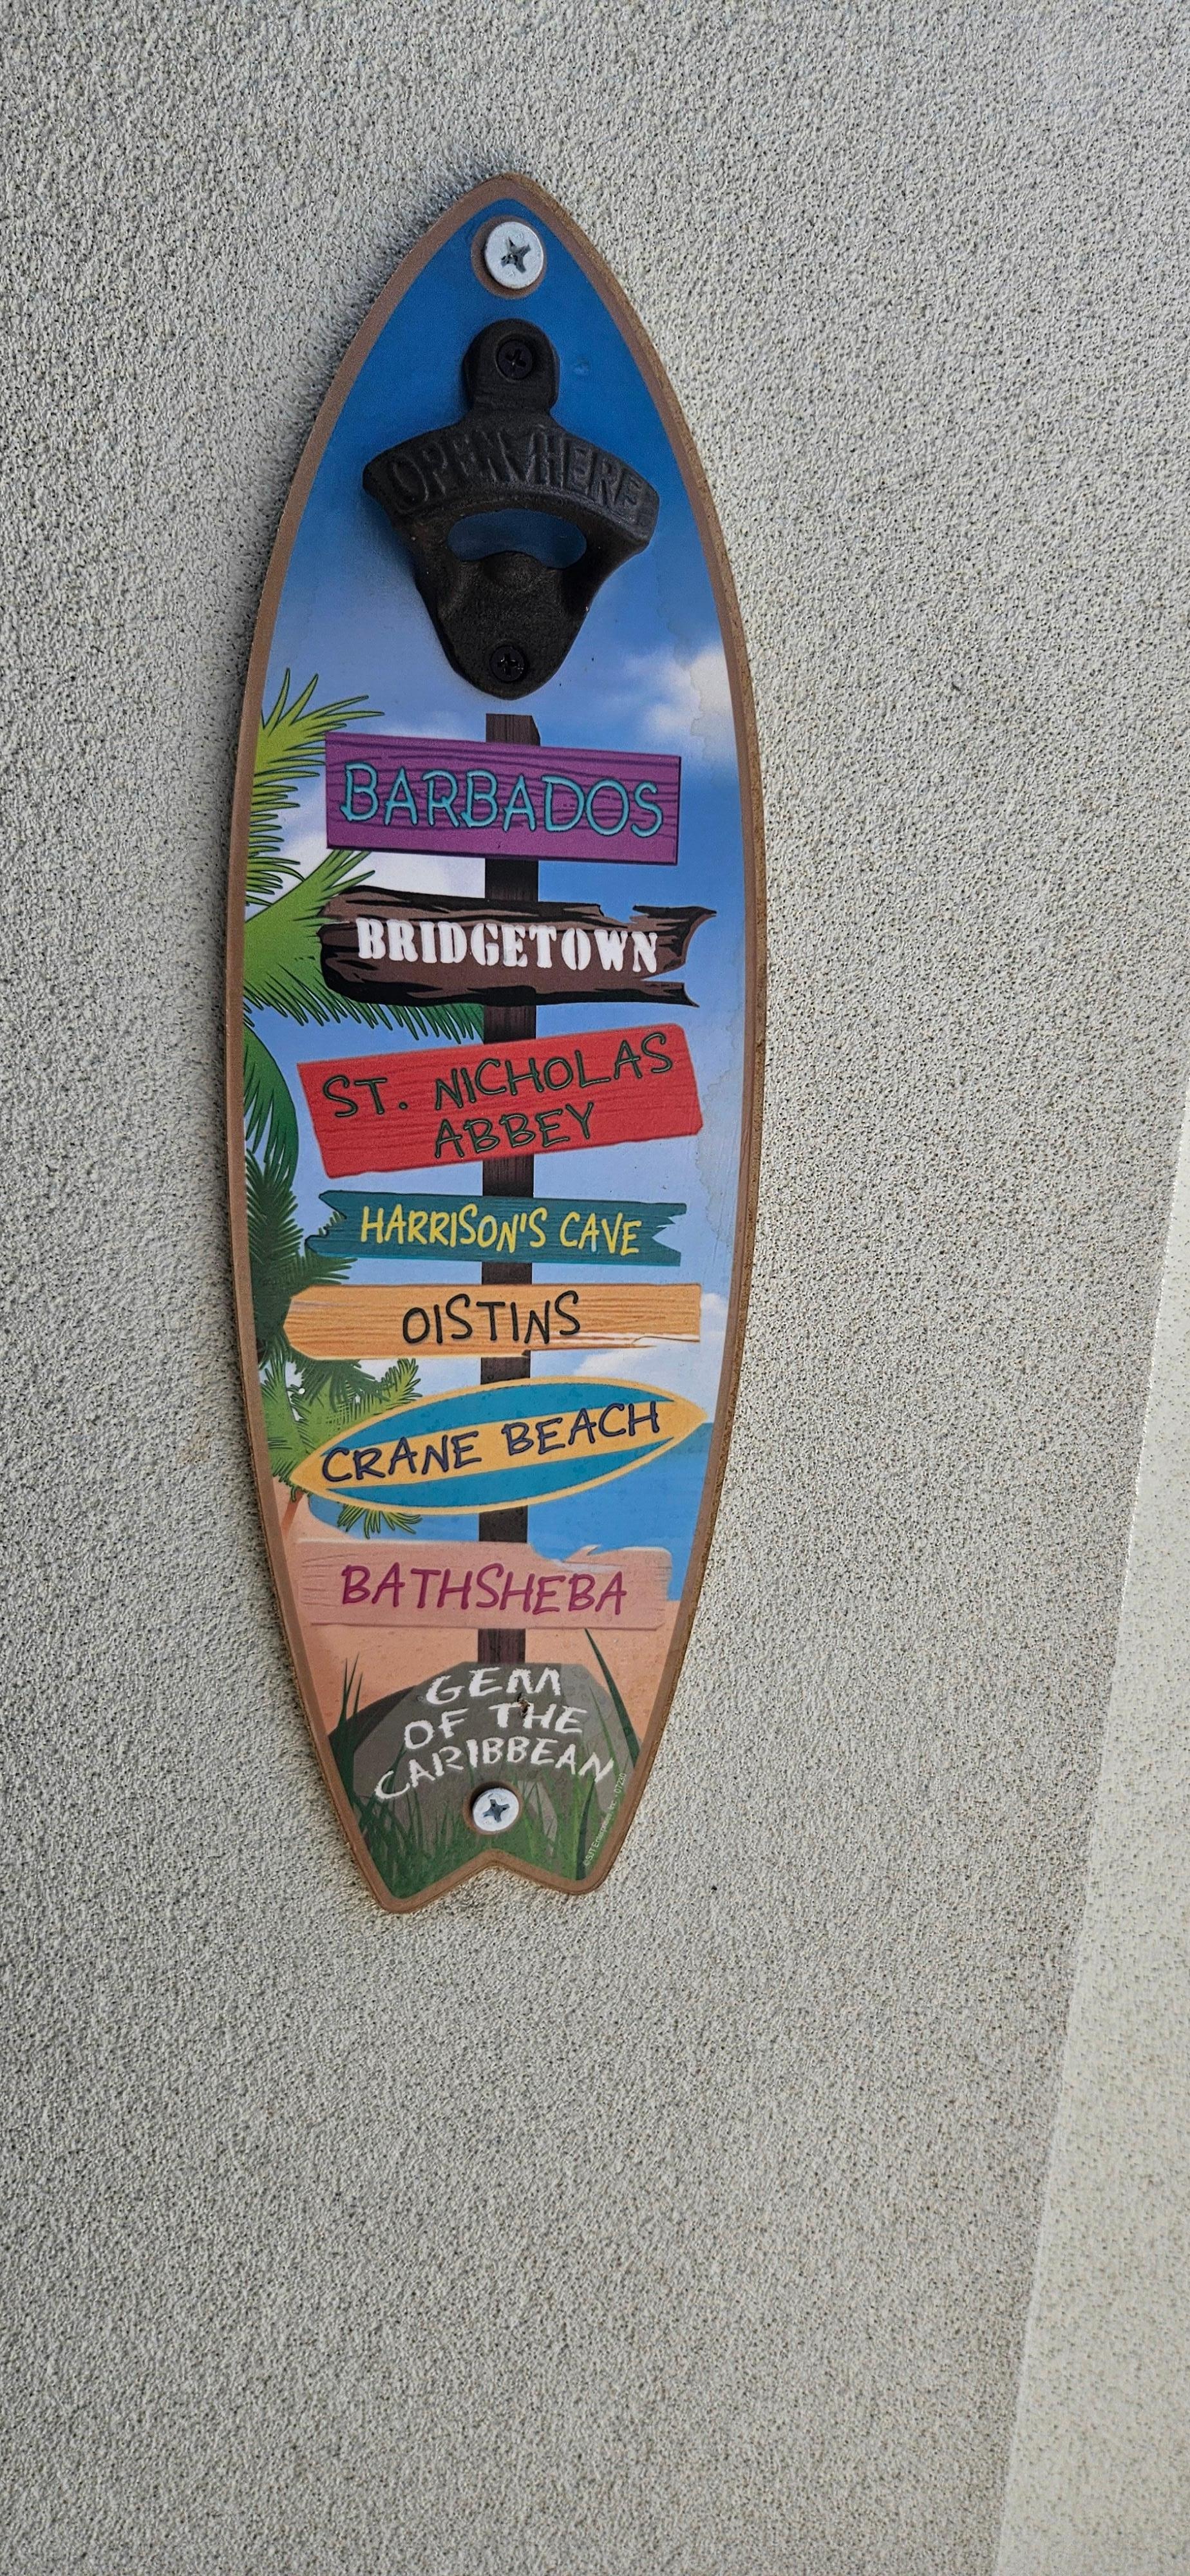 OPEN HERE
BARBADOS
BRIDGETOWN
ST. NICHOLAS
ABBEY
HARRISON'S CAVE
OISTINS
CRANE BEACH
BATHSHEBA
GEM
OF THE
CARIBBEAN